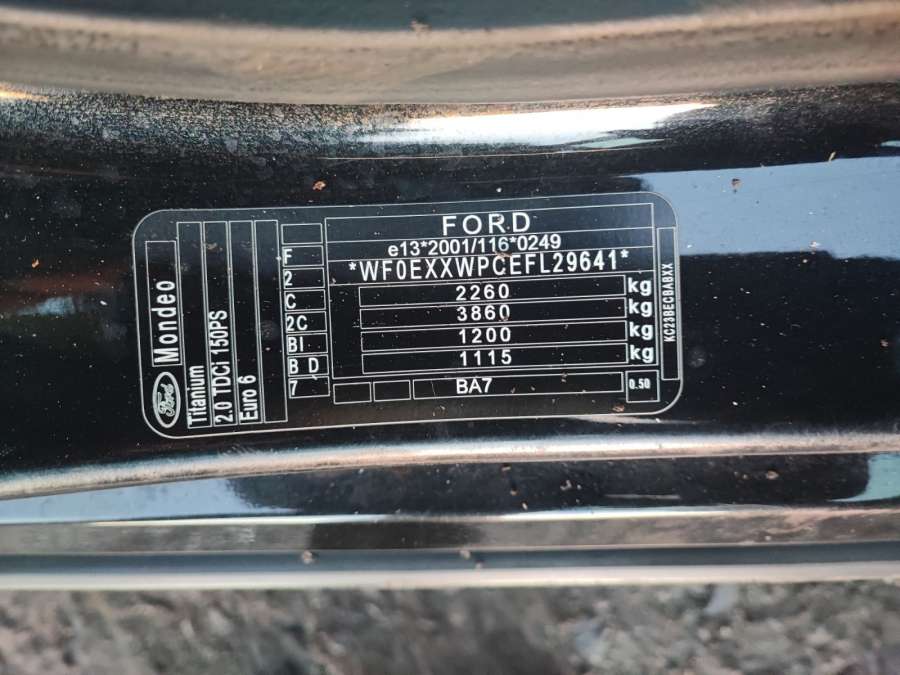 FORD
e13*2001/116*0249
*WF0EXXWPCEFL29641*
2260 kg
3860 kg
1200 kg
1115 kg
BA7
0.50
F
2
C
2C
BI
B D
7
Ford Mondeo
Titanium
2.0 TDCi 150PS
Euro 6
KC23BECBABXX